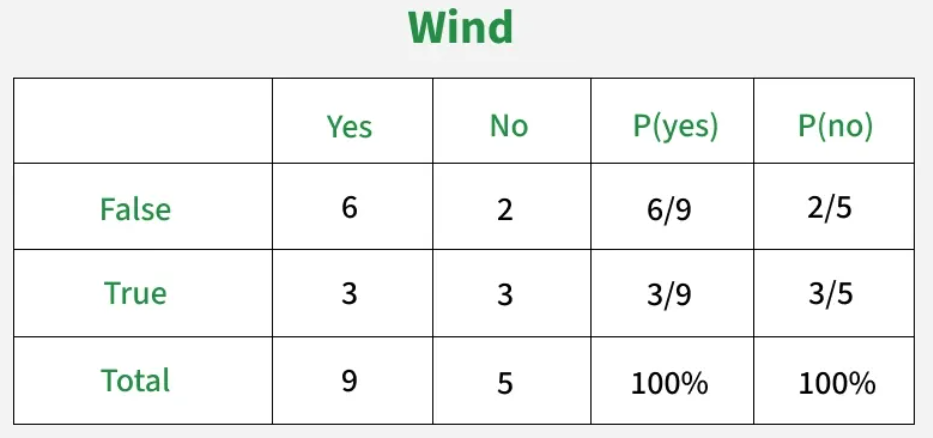 Wind
Yes No P(yes) P(no)
False 6 2 6/9 2/5
True 3 3 3/9 3/5
Total 9 5 100% 100%